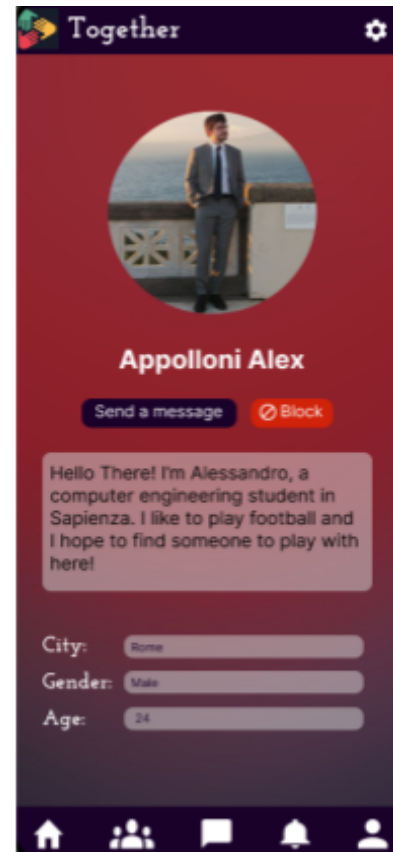 Together
Appolloni Alex
Send a message
Block
Hello There! I'm Alessandro, a
computer engineering student in
Sapienza. I like to play football and
I hope to find someone to play with
here!
City: Rome
Gender: Male
Age: 24